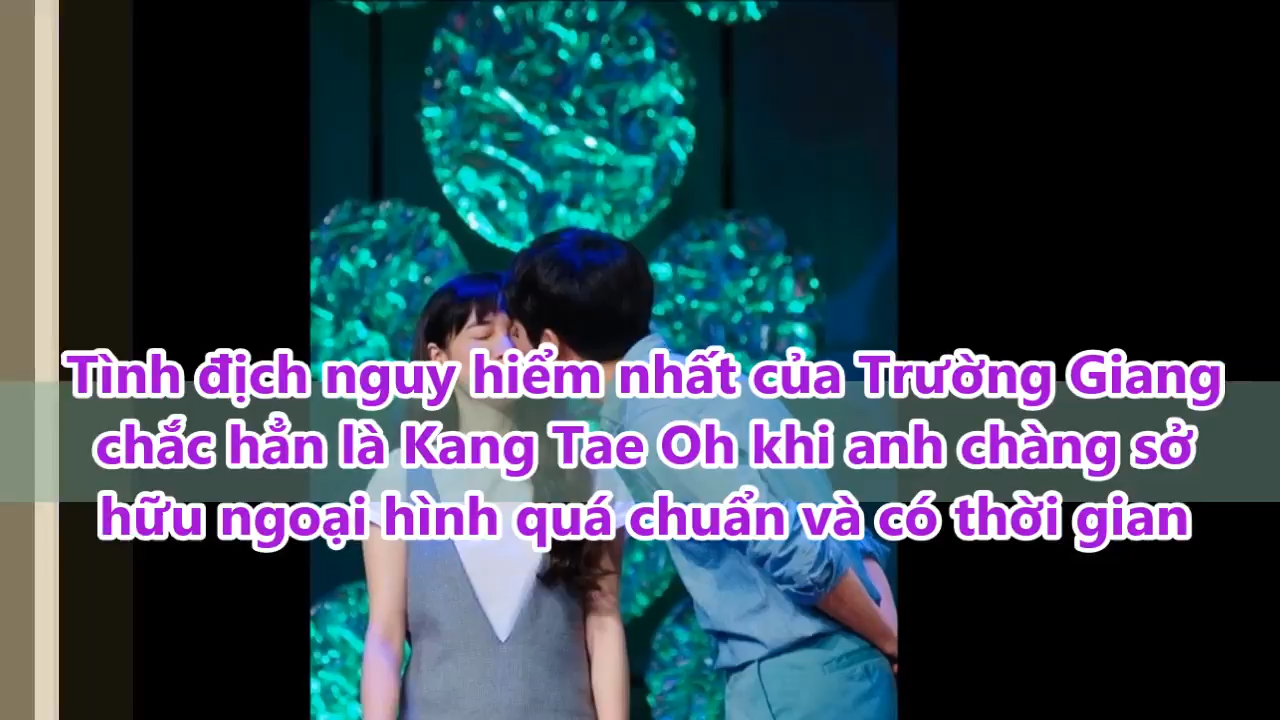 Tình địch nguy hiểm nhất của Trường Giang
chắc hẳn là Kang Tae Oh khi anh chàng sở
hữu ngoại hình quá chuẩn và có thời gian